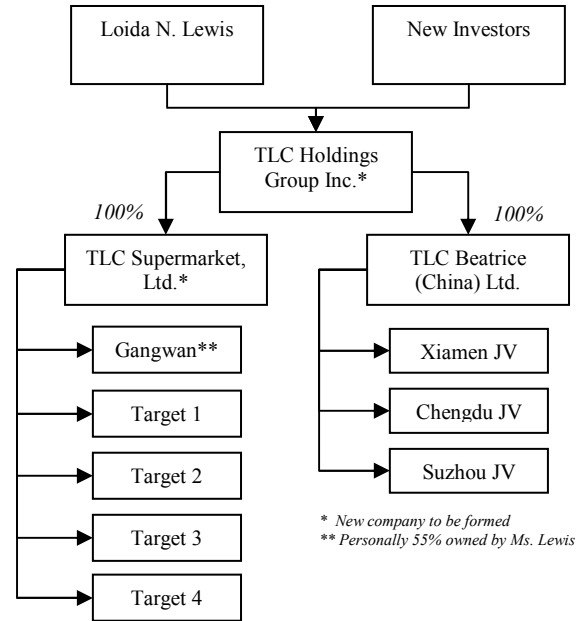 Loida N. Lewis
New Investors
TLC Holdings
Group Inc.*
100%
100%
TLC Supermarket,
Ltd.*
TLC Beatrice
(China) Ltd.
Gangwan**
Xiamen JV
Target 1
Chengdu JV
Target 2
Suzhou JV
* New company to be formed
** Personally 55% owned by Ms. Lewis
Target 3
Target 4